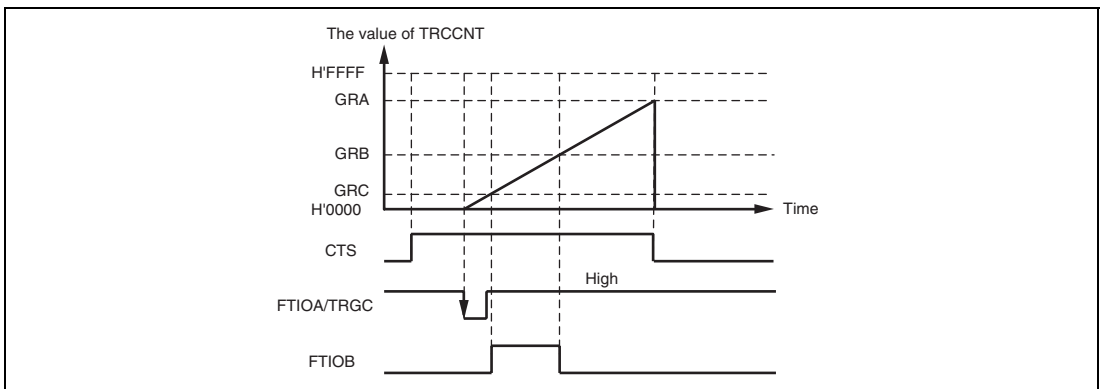 The value of TRCCNT
H'FFFF
GRA
GRB
GRC
H'0000
Time
CTS
High
FTIOA/TRGC
FTIOB